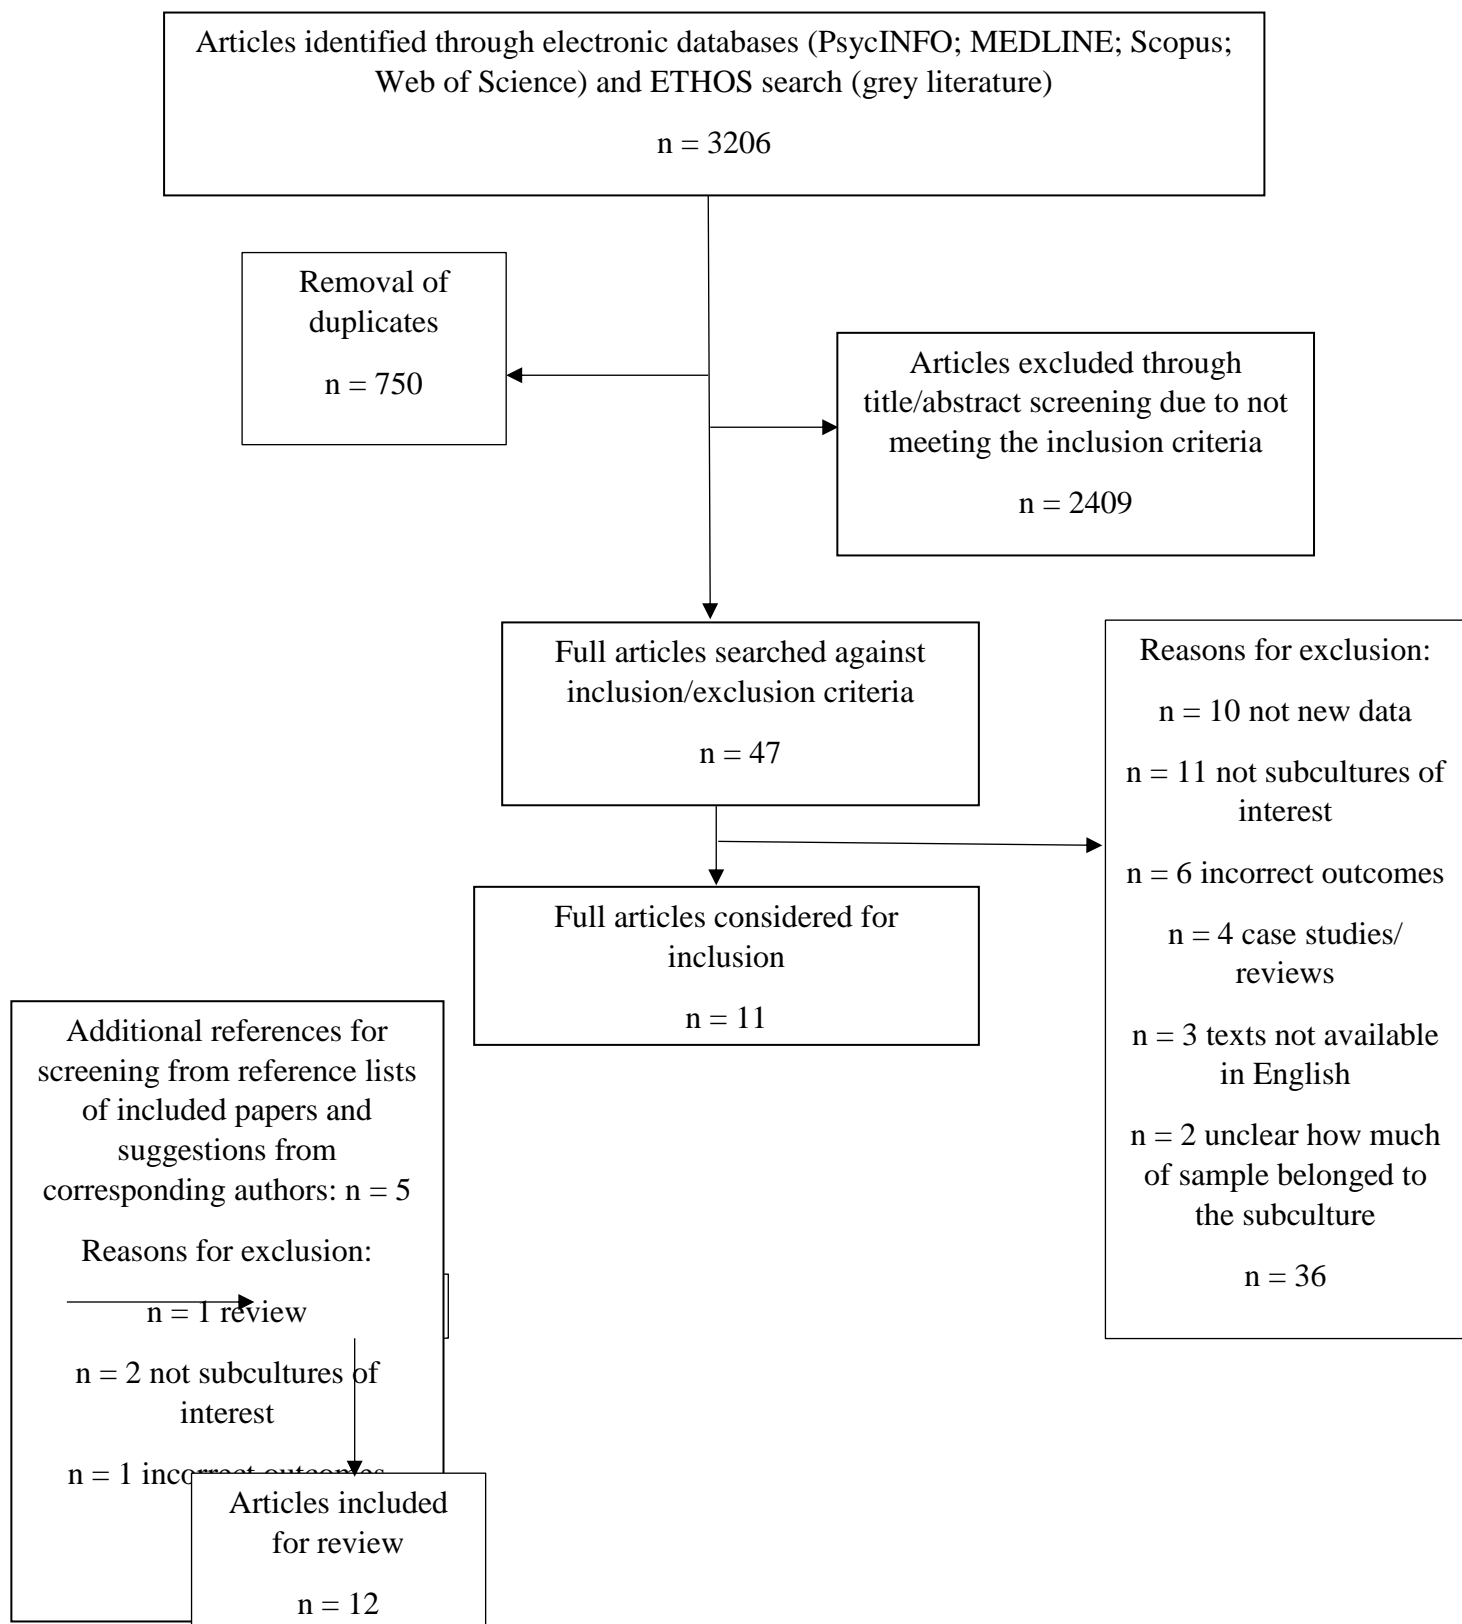 Articles identified through electronic databases (PsycINFO; MEDLINE; Scopus;
Web of Science) and ETHOS search (grey literature)
n = 3206
Removal of
duplicates
n = 750
Articles excluded through
title/abstract screening due to not
meeting the inclusion criteria
n = 2409
Full articles searched against
inclusion/exclusion criteria
n = 47
Reasons for exclusion:
n = 10 not new data
n = 11 not subcultures of
interest
n = 6 incorrect outcomes
n = 4 case studies/
reviews
n = 3 texts not available
in English
n = 2 unclear how much
of sample belonged to
the subculture
n = 36
Full articles considered for
inclusion
n = 11
Additional references for
screening from reference lists
of included papers and
suggestions from
corresponding authors: n = 5
Reasons for exclusion:
n = 1 review
n = 2 not subcultures of
interest
n = 1 incorrect outcomes
Articles included
for review
n = 12